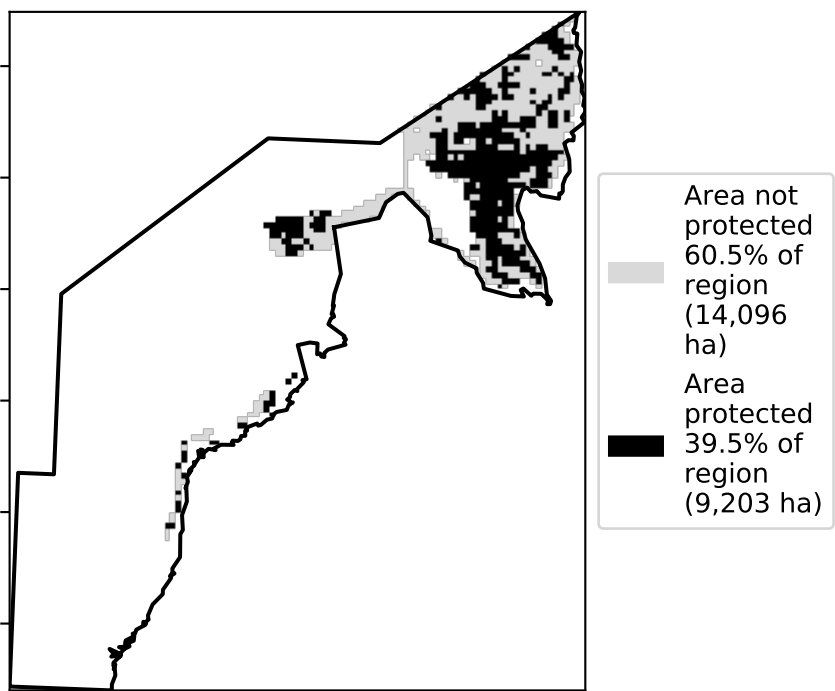 Area not
protected
60.5% of
region
(14,096
ha)
Area
protected
39.5% of
region
(9,203 ha)